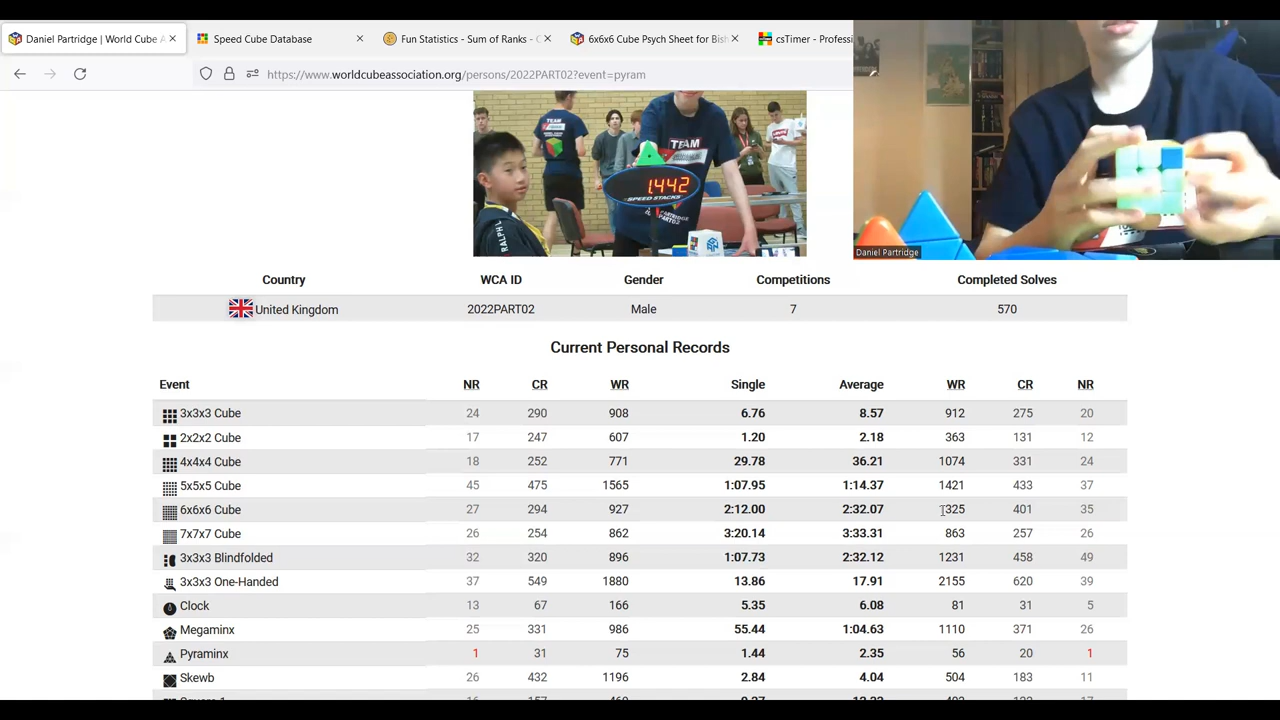 Daniel Partridge | World Cube A
Speed Cube Database
Fun Statistics - Sum of Ranks - C
6x6x6 Cube Psych Sheet for Bish
csTimer - Professi
https://www.worldcubeassociation.org/persons/2022PART02?event=pyram
TEAM
TEAM
1.442
SPEED STACKS
PARTRIDGE
PART02
RALPH L
Daniel Partridge
Country WCA ID Gender Competitions Completed Solves
United Kingdom 2022PART02 Male 7 570
Current Personal Records
Event NR CR WR Single Average WR CR NR
3x3x3 Cube 24 290 908 6.76 8.57 912 275 20
2x2x2 Cube 17 247 607 1.20 2.18 363 131 12
4x4x4 Cube 18 252 771 29.78 36.21 1074 331 24
5x5x5 Cube 45 475 1565 1:07.95 1:14.37 1421 433 37
6x6x6 Cube 27 294 927 2:12.00 2:32.07 1325 401 35
7x7x7 Cube 26 254 862 3:20.14 3:33.31 863 257 26
3x3x3 Blindfolded 32 320 896 1:07.73 2:32.12 1231 458 49
3x3x3 One-Handed 37 549 1880 13.86 17.91 2155 620 39
Clock 13 67 166 5.35 6.08 81 31 5
Megaminx 25 331 986 55.44 1:04.63 1110 371 26
Pyraminx 1 31 75 1.44 2.35 56 20 1
Skewb 26 432 1196 2.84 4.04 504 183 11